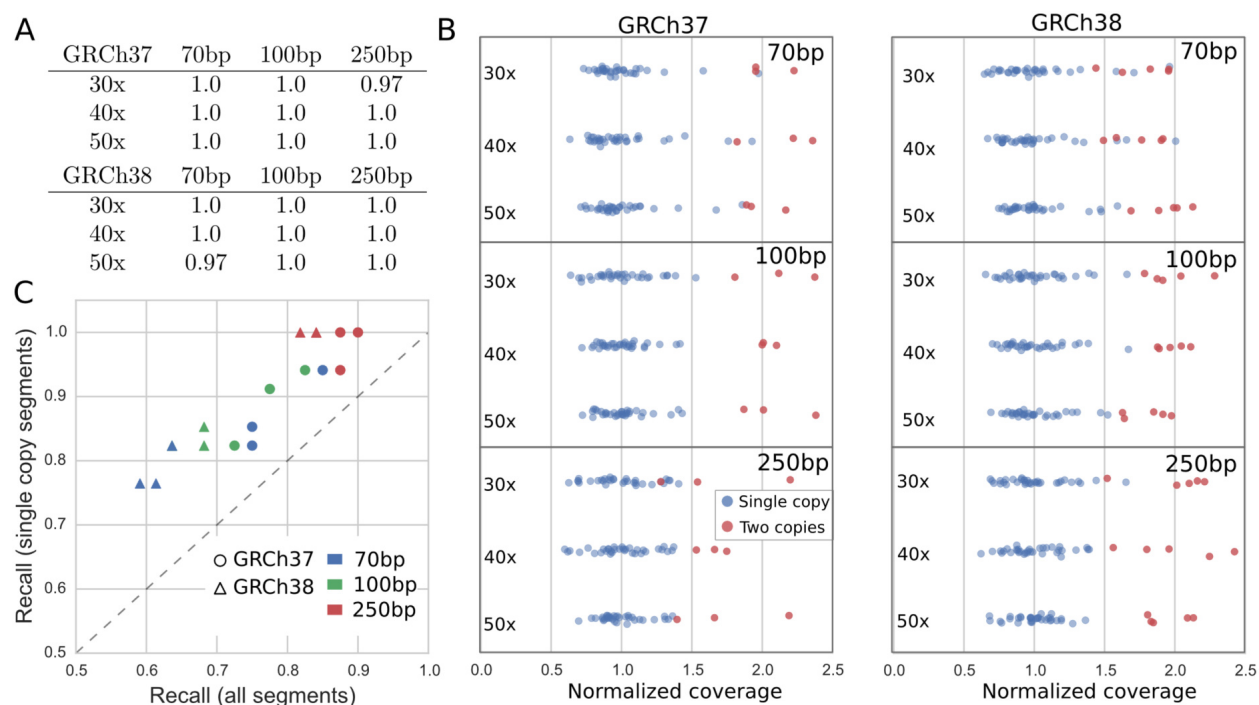 A
GRCh37 70bp 100bp 250bp
30x 1.0 1.0 0.97
40x 1.0 1.0 1.0
50x 1.0 1.0 1.0
GRCh38 70bp 100bp 250bp
30x 1.0 1.0 1.0
40x 1.0 1.0 1.0
50x 0.97 1.0 1.0
B
GRCh37
70bp
30x
40x
50x
100bp
30x
40x
50x
250bp
30x
Single copy
Two copies
40x
50x
0.0 0.5 1.0 1.5 2.0 2.5
Normalized coverage
GRCh38
70bp
30x
40x
50x
100bp
30x
40x
50x
250bp
30x
40x
50x
0.0 0.5 1.0 1.5 2.0 2.5
Normalized coverage
C
Recall (single copy segments)
1.0
0.9
0.8
0.7
0.6
0.5
GRCh37 70bp
GRCh38 100bp
250bp
0.5 0.6 0.7 0.8 0.9 1.0
Recall (all segments)